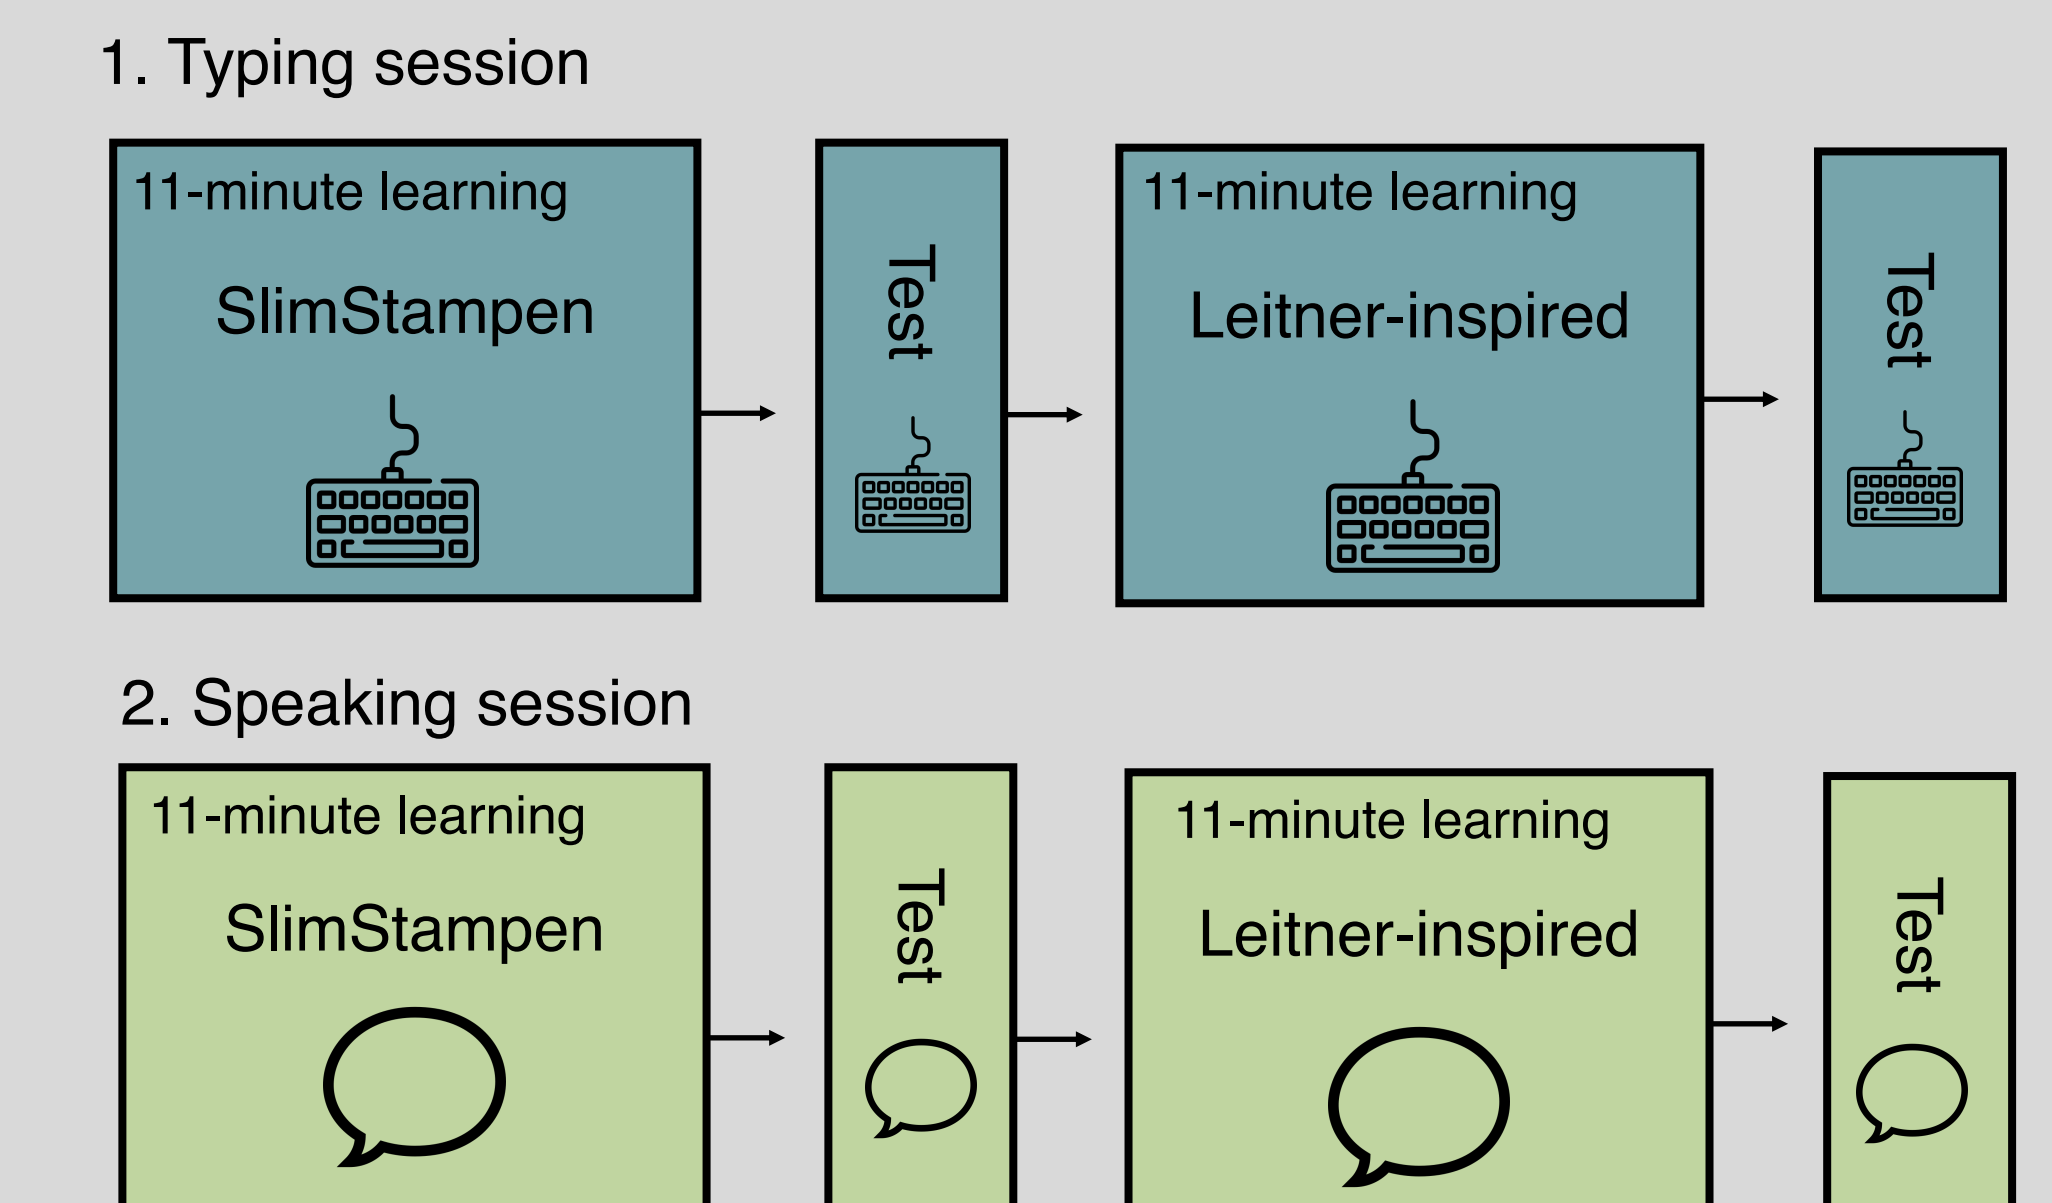 1. Typing session
11-minute learning
SlimStampen
Test
11-minute learning
Leitner-inspired
Test
2. Speaking session
11-minute learning
SlimStampen
Test
11-minute learning
Leitner-inspired
Test